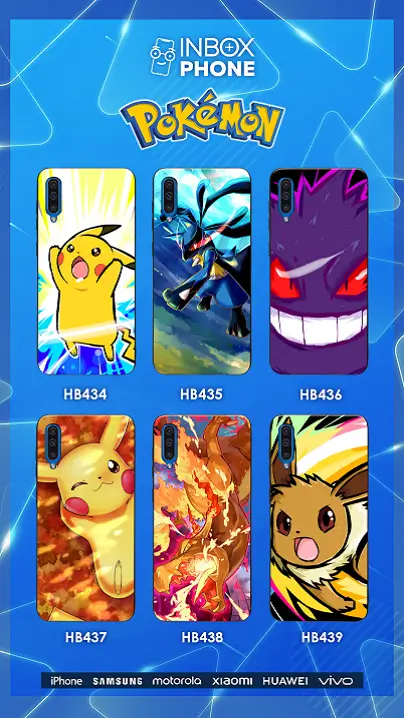 INBOX
PHONE
POKéMON
HB434 HB435 HB436
HB437 HB438 HB439
iPhone SAMSUNG motorola xiaomi HUAWEI vivo